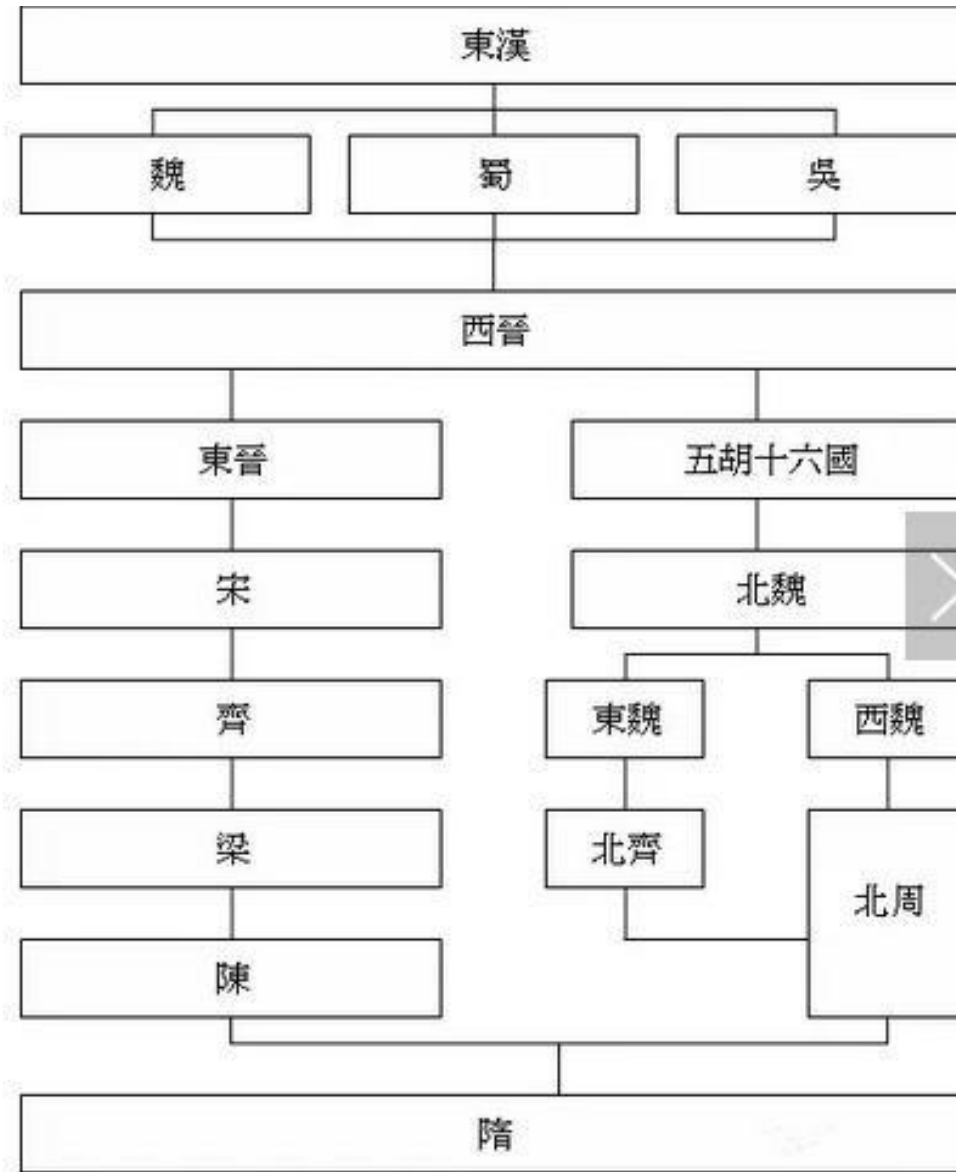 東漢
魏
蜀
吳
西晉
東晉
五胡十六國
宋
北魏
齊
東魏
西魏
梁
北齊
北周
陳
隋